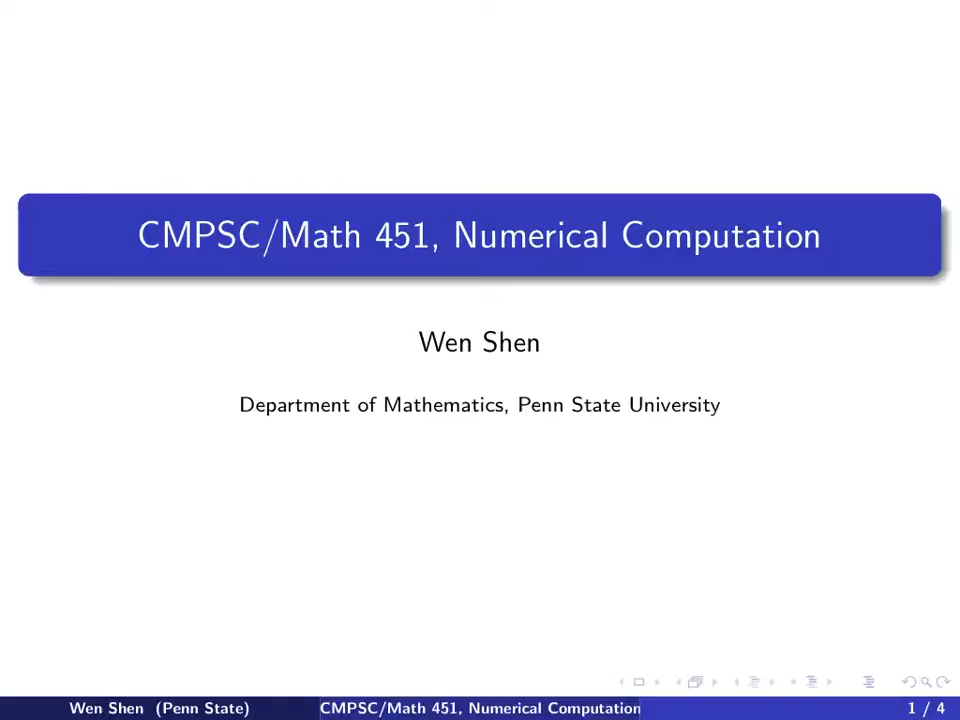 CMPSC/Math 451, Numerical Computation
Wen Shen
Department of Mathematics, Penn State University
Wen Shen (Penn State) CMPSC/Math 451, Numerical Computation 1 / 4